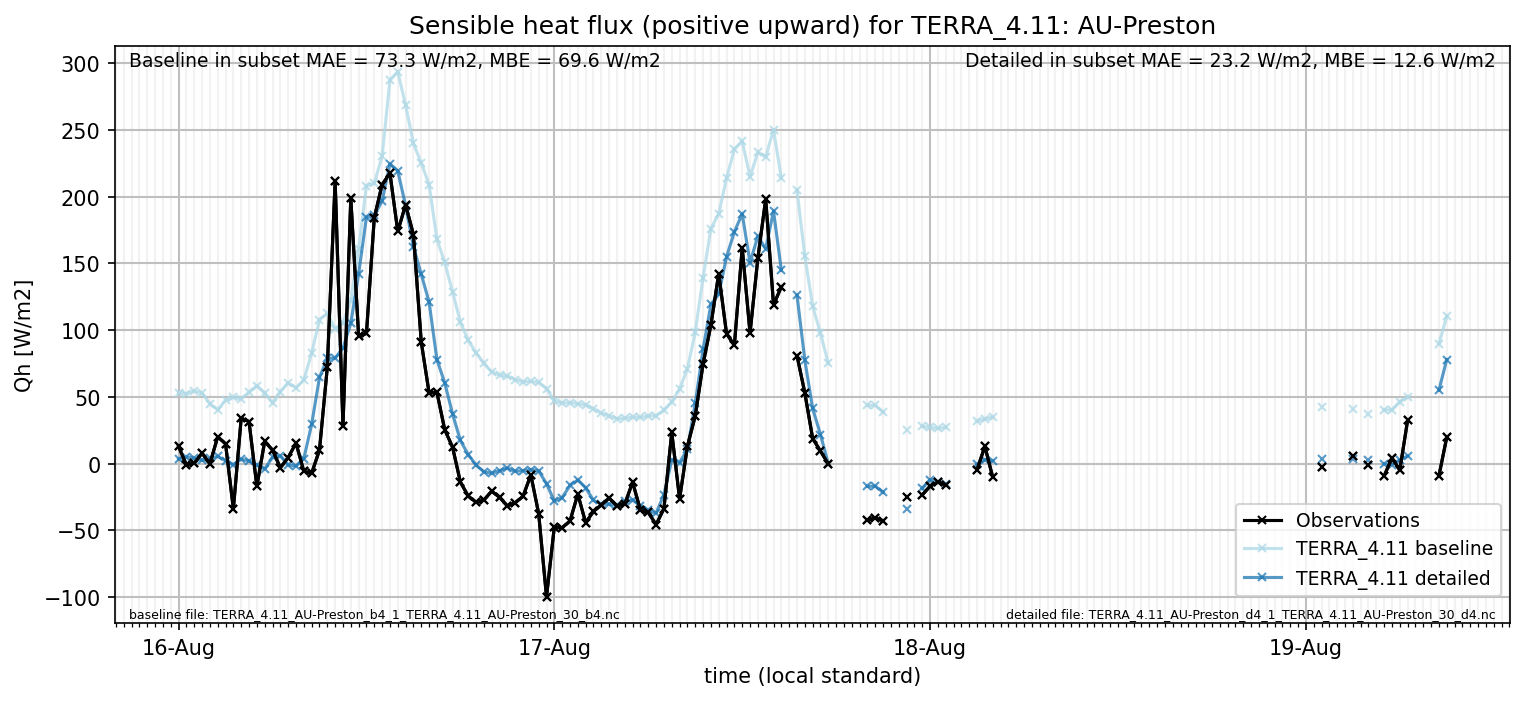 Sensible heat flux (positive upward) for TERRA_4.11: AU-Preston
Baseline in subset MAE = 73.3 W/m2, MBE = 69.6 W/m2
Detailed in subset MAE = 23.2 W/m2, MBE = 12.6 W/m2
Qh [W/m2]
300
250
200
150
100
50
0
−50
−100
Observations
TERRA_4.11 baseline
TERRA_4.11 detailed
baseline file: TERRA_4.11_AU-Preston_b4_1_TERRA_4.11_AU-Preston_30_b4.nc
detailed file: TERRA_4.11_AU-Preston_d4_1_TERRA_4.11_AU-Preston_30_d4.nc
16-Aug
17-Aug
18-Aug
19-Aug
time (local standard)